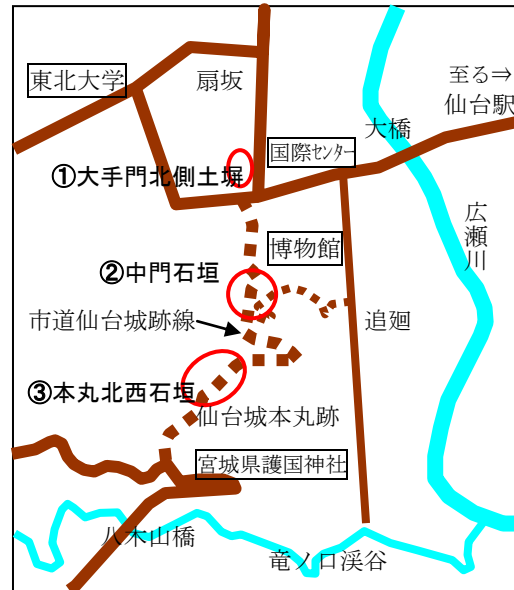 東北大学
扇坂
至る⇒
仙台駅
大橋
国際センター
①大手門北側土塀
広瀬川
博物館
②中門石垣
市道仙台城跡線
追廻
③本丸北西石垣
仙台城本丸跡
宮城県護国神社
八木山橋
竜ノ口渓谷